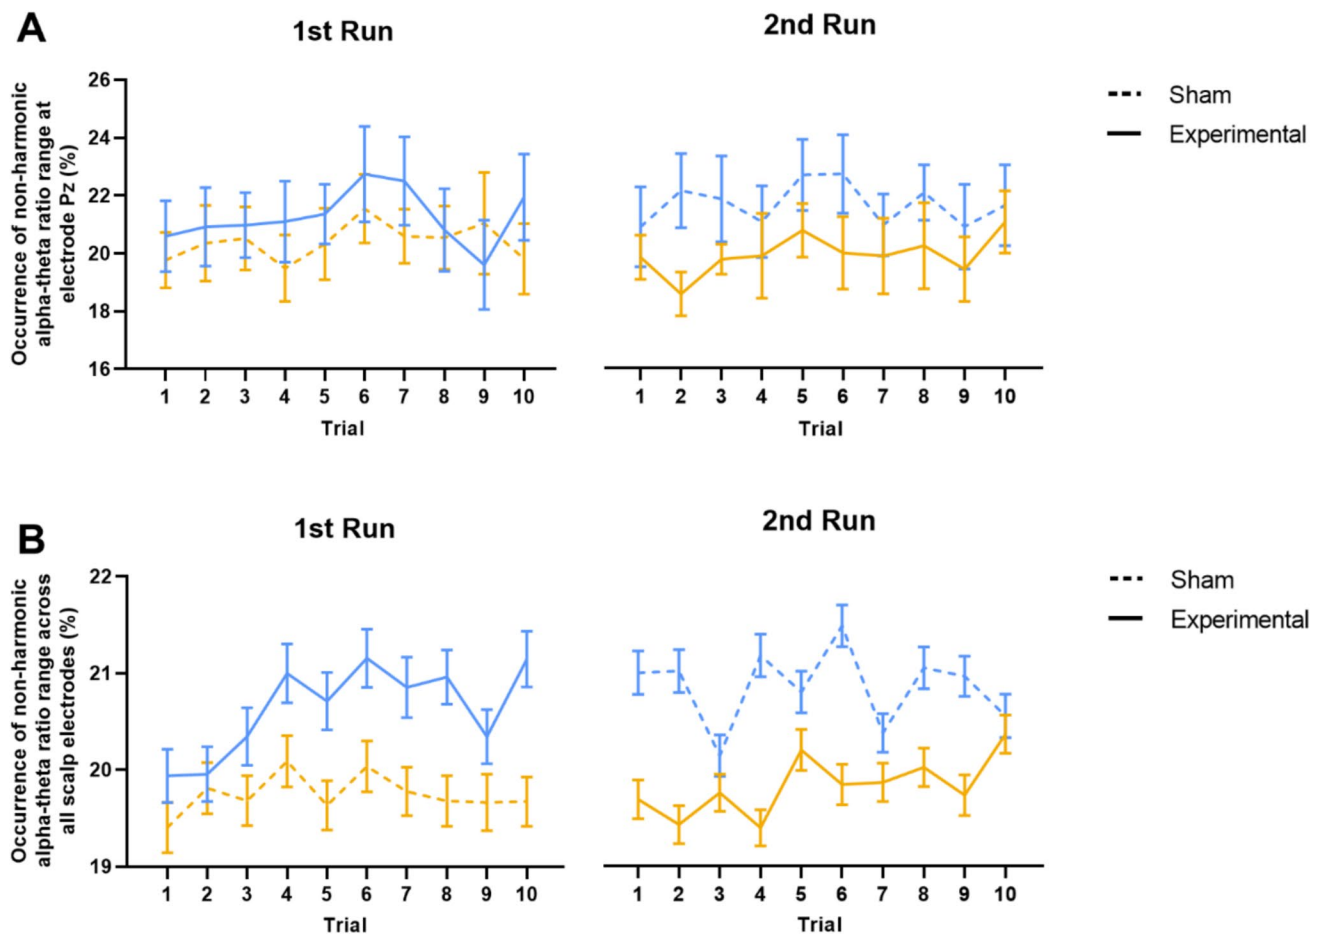 A
1st Run
2nd Run
Occurrence of non-harmonic
alpha-theta ratio range at
electrode Pz (%)
26
24
22
20
18
16
1 2 3 4 5 6 7 8 9 10
Trial
1 2 3 4 5 6 7 8 9 10
Trial
Sham
Experimental
B
1st Run
2nd Run
Occurrence of non-harmonic
alpha-theta ratio range across
all scalp electrodes (%)
22
21
20
19
1 2 3 4 5 6 7 8 9 10
Trial
1 2 3 4 5 6 7 8 9 10
Trial
Sham
Experimental